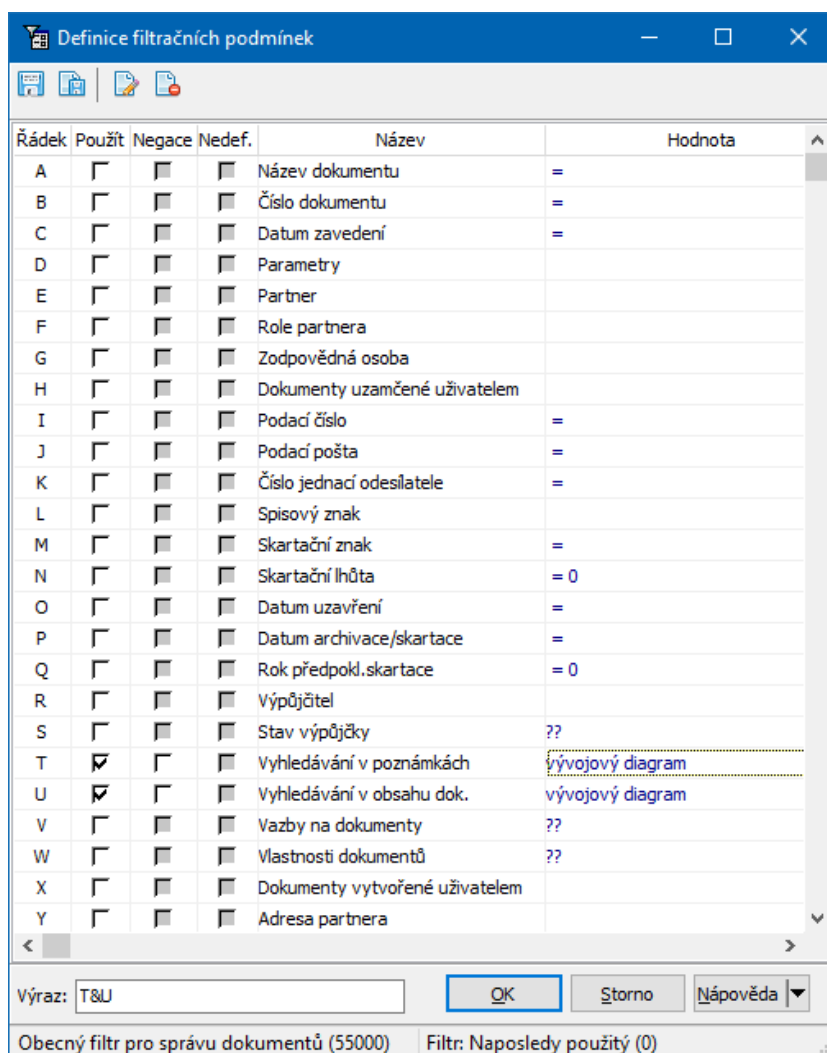 Definice filtračních podmínek
Řádek Použít Negace Nedef. Název Hodnota
A Název dokumentu =
B Číslo dokumentu =
C Datum zavedení =
D Parametry
E Partner
F Role partnera
G Zodpovědná osoba
H Dokumenty uzamčené uživatelem
I Podací číslo =
J Podací pošta =
K Číslo jednací odesílatele =
L Spisový znak
M Skartační znak =
N Skartační lhůta = 0
O Datum uzavření =
P Datum archivace/skartace =
Q Rok předpokl.skartace = 0
R Výpůjčitel
S Stav výpůjčky ??
T Vyhledávání v poznámkách vývojový diagram
U Vyhledávání v obsahu dok. vývojový diagram
V Vazby na dokumenty ??
W Vlastnosti dokumentů ??
X Dokumenty vytvořené uživatelem
Y Adresa partnera
Výraz: T&U OK Storno Nápověda
Obecný filtr pro správu dokumentů (55000) Filtr: Naposledy použitý (0)